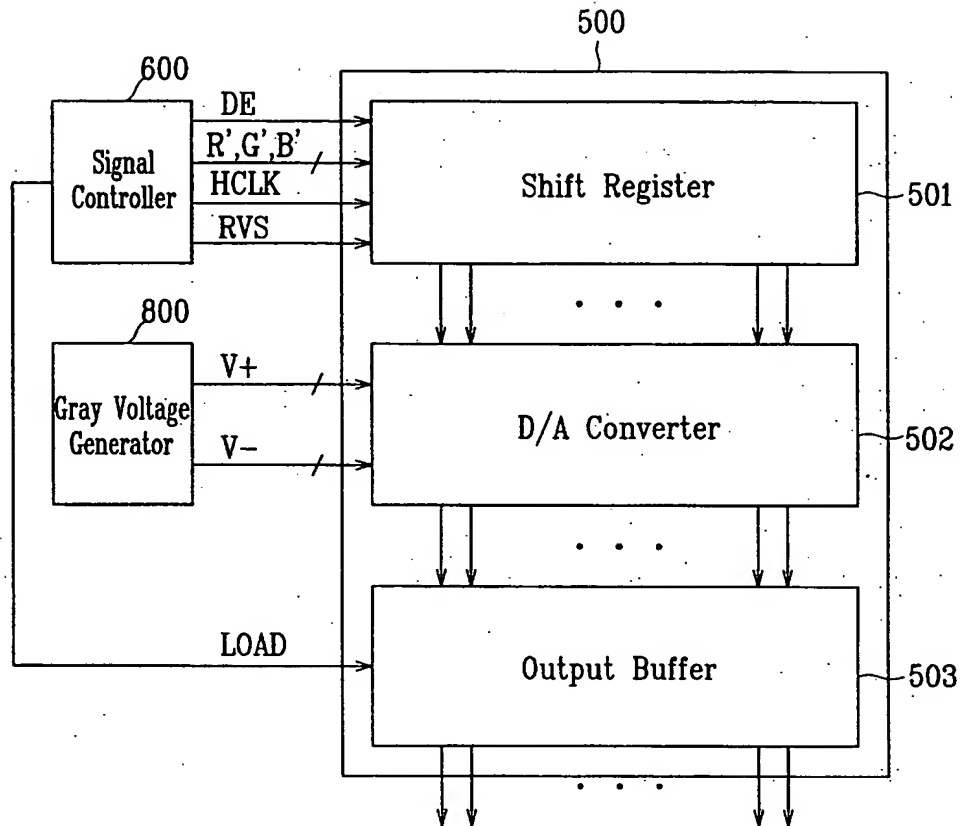 500
600
Signal
Controller
DE
R',G',B'
HCLK
RVS
Shift Register
501
800
Gray Voltage
Generator
V+
V-
D/A Converter
502
LOAD
Output Buffer
503